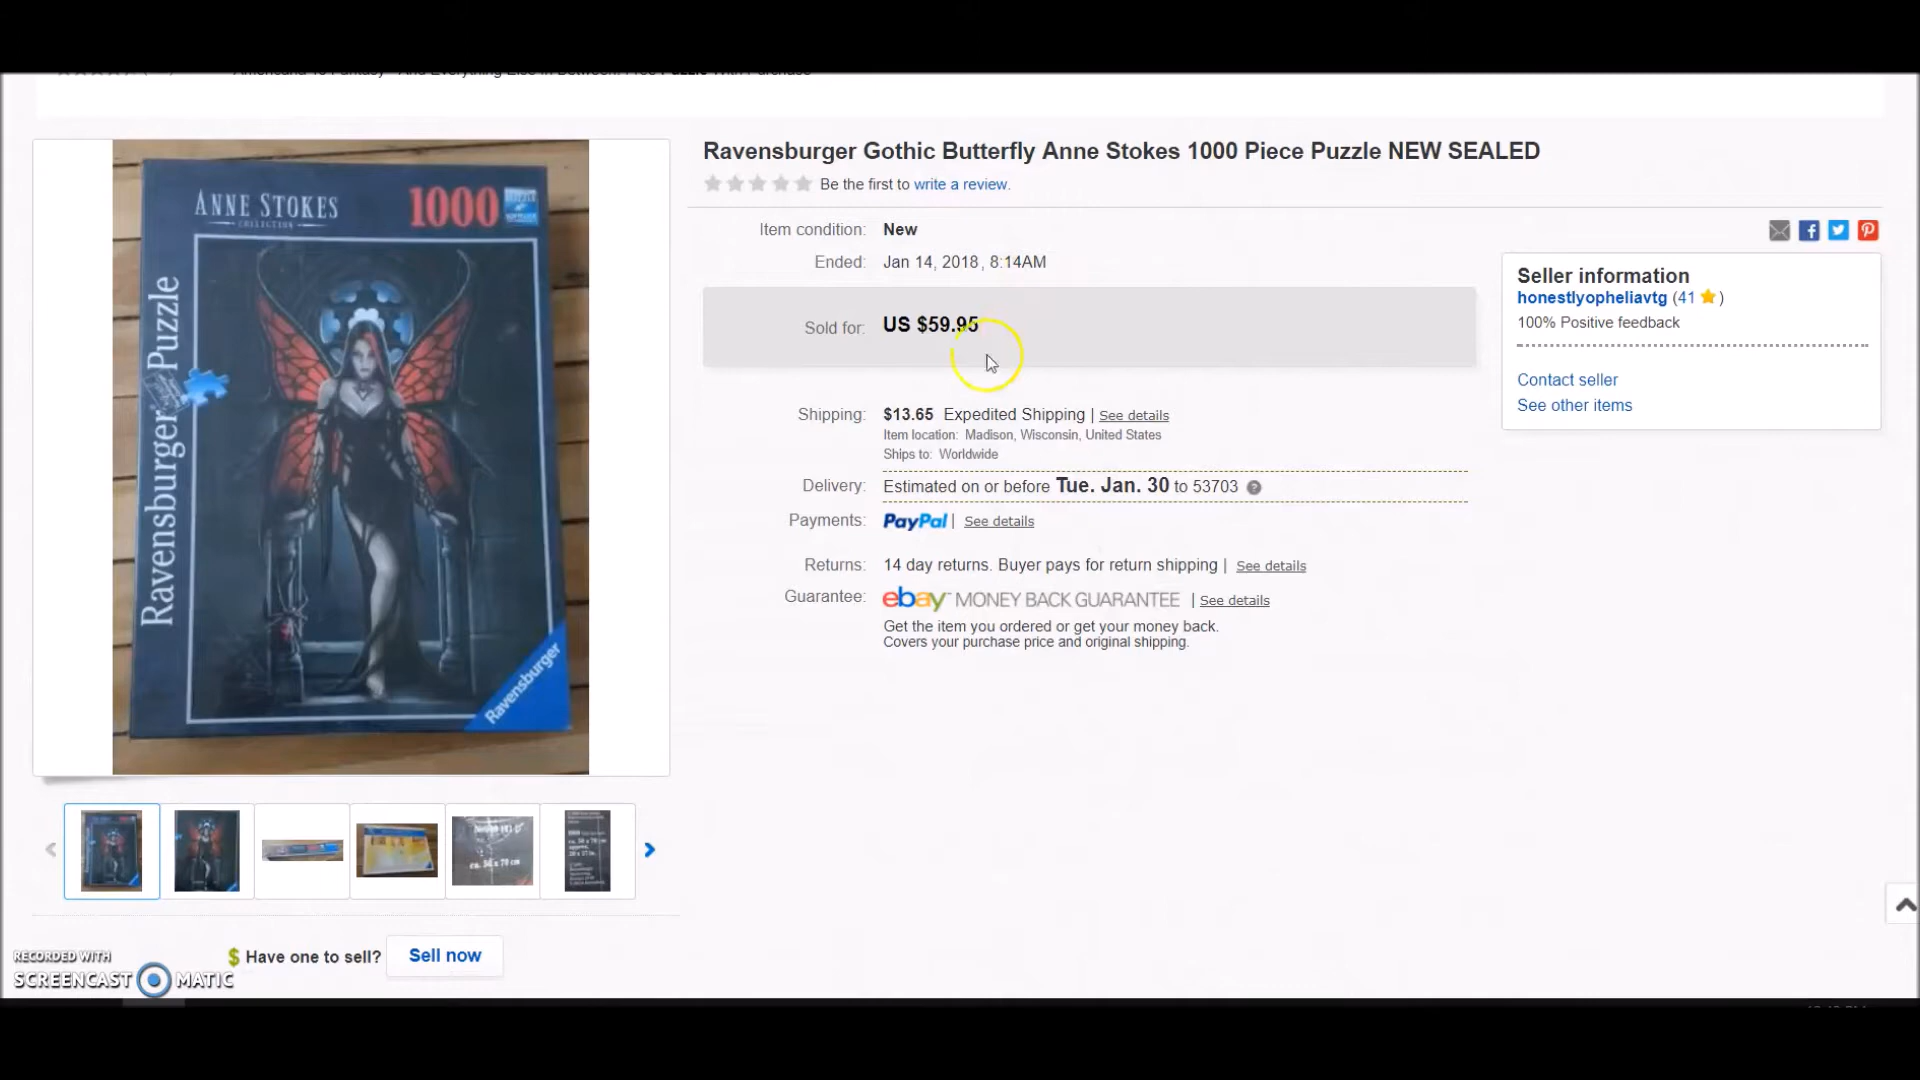 Ravensburger Gothic Butterfly Anne Stokes 1000 Piece Puzzle NEW SEALED
Be the first to write a review.
Item condition: New
Ended: Jan 14, 2018 , 8:14AM
Sold for: US $59.95
Shipping: $13.65 Expedited Shipping | See details
Item location: Madison, Wisconsin, United States
Ships to: Worldwide
Delivery: Estimated on or before Tue. Jan. 30 to 53703
Payments: PayPal | See details
Returns: 14 day returns. Buyer pays for return shipping | See details
Guarantee: ebay MONEY BACK GUARANTEE | See details
Get the item you ordered or get your money back.
Covers your purchase price and original shipping.
Seller information
honestlyopheliavtg (41)
100% Positive feedback
Contact seller
See other items
ANNE STOKES
COLLECTION
1000
Ravensburger Puzzle
Ravensburger
ca. 50 x 70 cm
$ Have one to sell? Sell now
RECORDED WITH
SCREENCAST MATIC